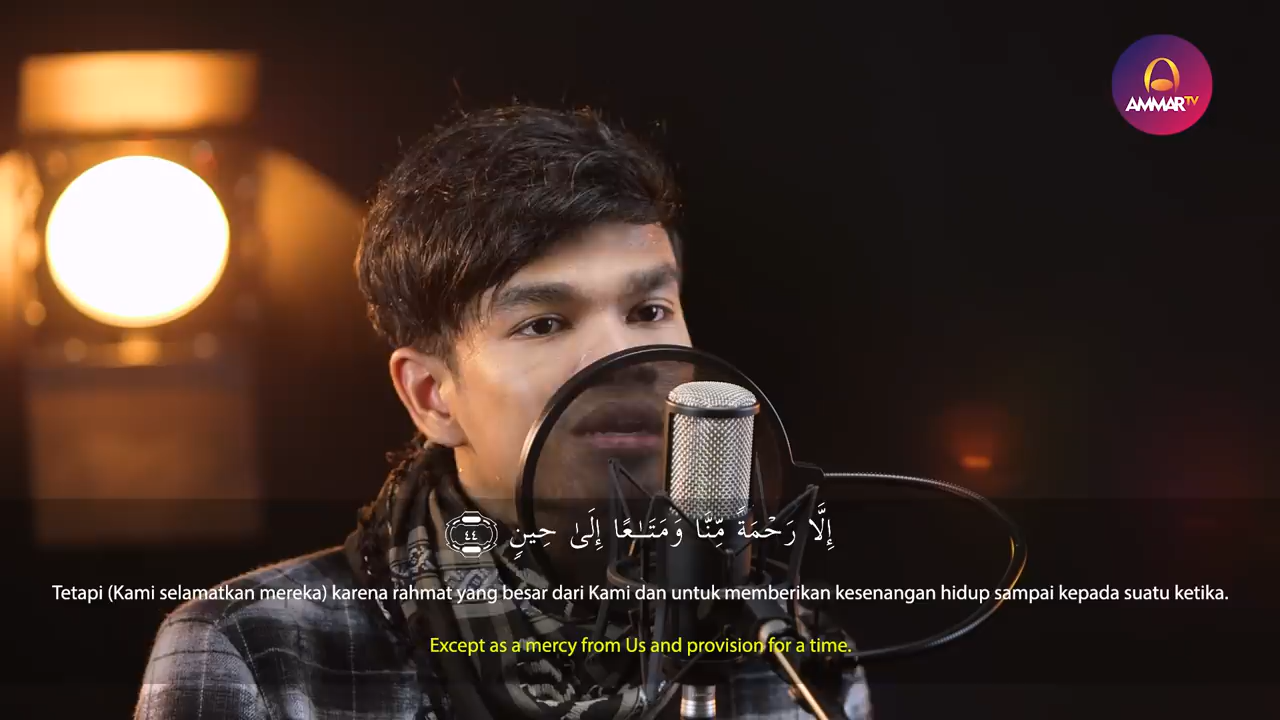 AMMARTV
إِلَّا رَحْمَةً مِّنَّا وَمَتَـٰعًا إِلَىٰ حِينٍ ٤٤
Tetapi (Kami selamatkan mereka) karena rahmat yang besar dari Kami dan untuk memberikan kesenangan hidup sampai kepada suatu ketika.
Except as a mercy from Us and provision for a time.